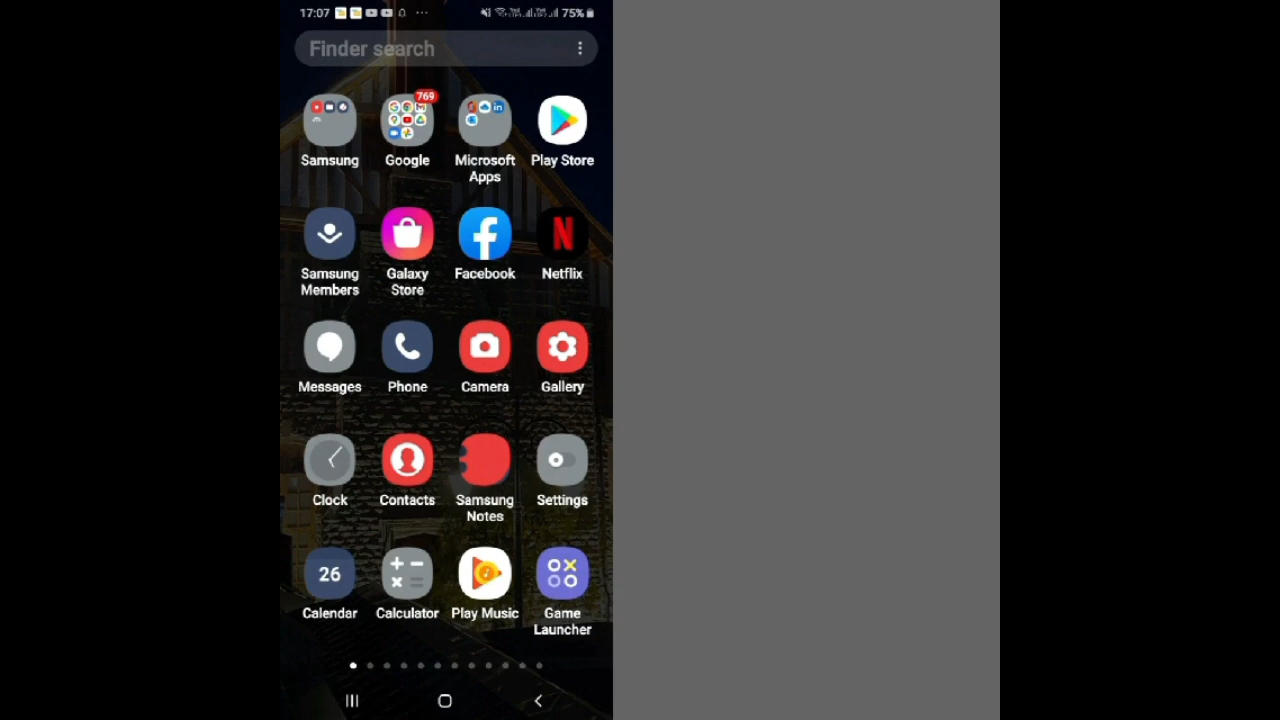 17:07
75%
Finder search
769
Samsung
Google
Microsoft
Apps
Play Store
Samsung
Members
Galaxy
Store
Facebook
Netflix
Messages
Phone
Camera
Gallery
Clock
Contacts
Samsung
Notes
Settings
26
Calendar
Calculator
Play Music
Game
Launcher